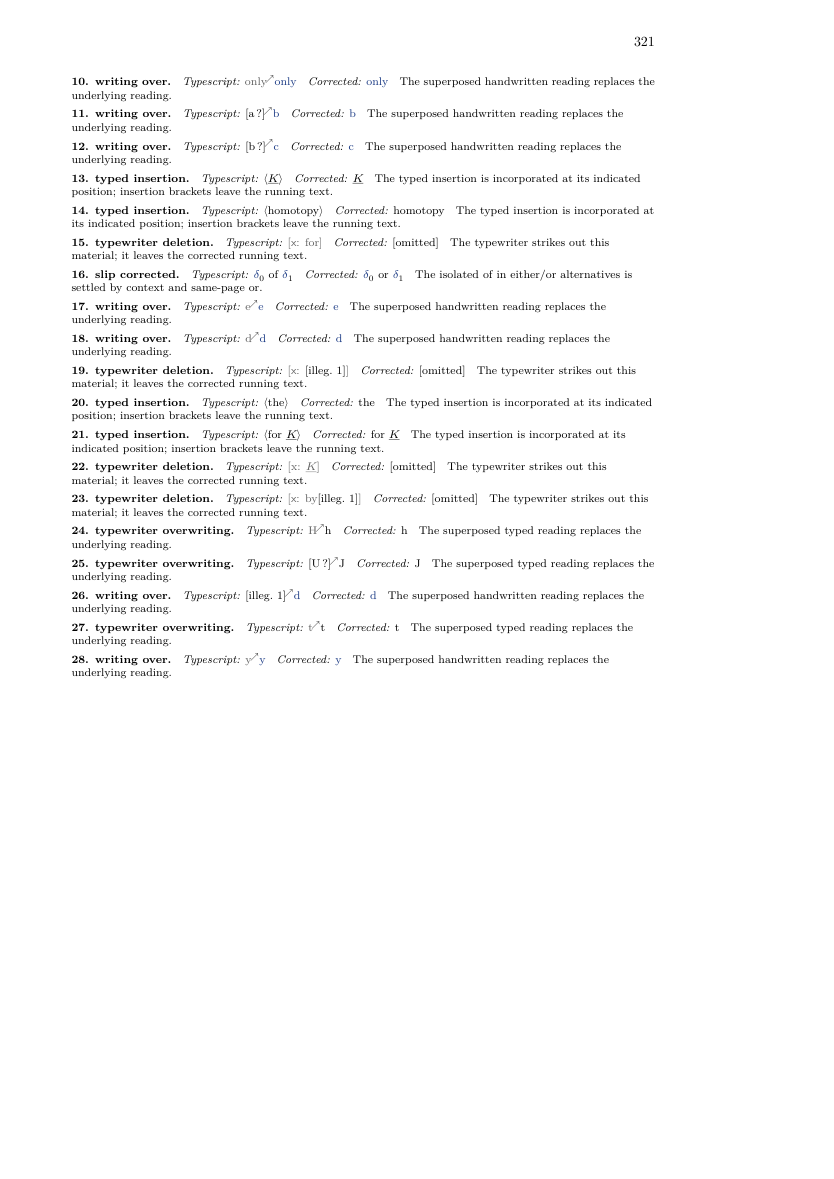 321
10. writing over. Typescript: only↗only Corrected: only The superposed handwritten reading replaces the
underlying reading.
11. writing over. Typescript: [a ?]↗b Corrected: b The superposed handwritten reading replaces the
underlying reading.
12. writing over. Typescript: [b ?]↗c Corrected: c The superposed handwritten reading replaces the
underlying reading.
13. typed insertion. Typescript: ⟨K⟩ Corrected: K The typed insertion is incorporated at its indicated
position; insertion brackets leave the running text.
14. typed insertion. Typescript: ⟨homotopy⟩ Corrected: homotopy The typed insertion is incorporated at
its indicated position; insertion brackets leave the running text.
15. typewriter deletion. Typescript: [x: for] Corrected: [omitted] The typewriter strikes out this
material; it leaves the corrected running text.
16. slip corrected. Typescript: δ₀ of δ₁ Corrected: δ₀ or δ₁ The isolated of in either/or alternatives is
settled by context and same-page or.
17. writing over. Typescript: e↗e Corrected: e The superposed handwritten reading replaces the
underlying reading.
18. writing over. Typescript: d↗d Corrected: d The superposed handwritten reading replaces the
underlying reading.
19. typewriter deletion. Typescript: [x: [illeg. 1]] Corrected: [omitted] The typewriter strikes out this
material; it leaves the corrected running text.
20. typed insertion. Typescript: ⟨the⟩ Corrected: the The typed insertion is incorporated at its indicated
position; insertion brackets leave the running text.
21. typed insertion. Typescript: ⟨for K⟩ Corrected: for K The typed insertion is incorporated at its
indicated position; insertion brackets leave the running text.
22. typewriter deletion. Typescript: [x: K] Corrected: [omitted] The typewriter strikes out this
material; it leaves the corrected running text.
23. typewriter deletion. Typescript: [x: by[illeg. 1]] Corrected: [omitted] The typewriter strikes out this
material; it leaves the corrected running text.
24. typewriter overwriting. Typescript: H↗h Corrected: h The superposed typed reading replaces the
underlying reading.
25. typewriter overwriting. Typescript: [U ?]↗J Corrected: J The superposed typed reading replaces the
underlying reading.
26. writing over. Typescript: [illeg. 1]↗d Corrected: d The superposed handwritten reading replaces the
underlying reading.
27. typewriter overwriting. Typescript: t↗t Corrected: t The superposed typed reading replaces the
underlying reading.
28. writing over. Typescript: y↗y Corrected: y The superposed handwritten reading replaces the
underlying reading.